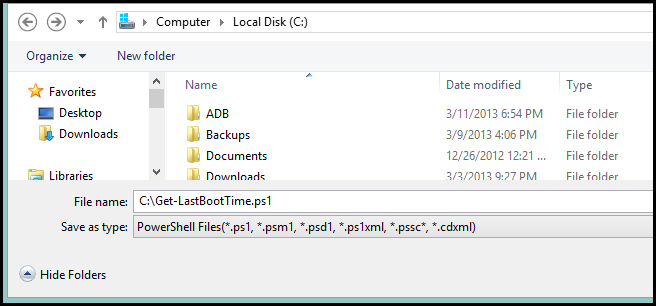 Computer ▸ Local Disk (C:) ▸
Organize ▾ New folder
Favorites
Desktop
Downloads
Libraries
Name Date modified Type
ADB 3/11/2013 6:54 PM File folder
Backups 3/9/2013 4:06 PM File folder
Documents 12/26/2012 12:21 ... File folder
Downloads 3/3/2013 9:27 PM File folder
File name: C:\Get-LastBootTime.ps1
Save as type: PowerShell Files(*.ps1, *.psm1, *.psd1, *.ps1xml, *.pssc*, *.cdxml)
Hide Folders